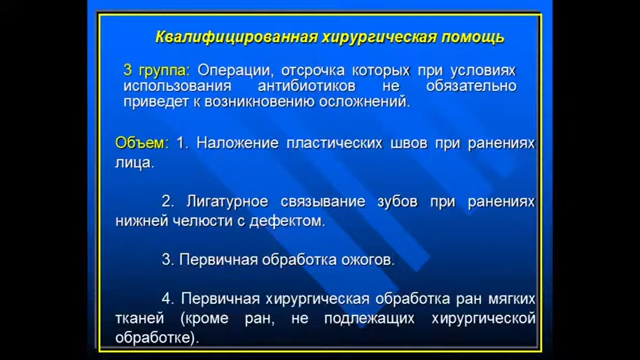 Квалифицированная хирургическая помощь
3 группа: Операции, отсрочка которых при условиях
использования антибиотиков не обязательно
приведет к возникновению осложнений.
Объем: 1. Наложение пластических швов при ранениях
лица.
2. Лигатурное связывание зубов при ранениях
нижней челюсти с дефектом.
3. Первичная обработка ожогов.
4. Первичная хирургическая обработка ран мягких
тканей (кроме ран, не подлежащих хирургической
обработке).